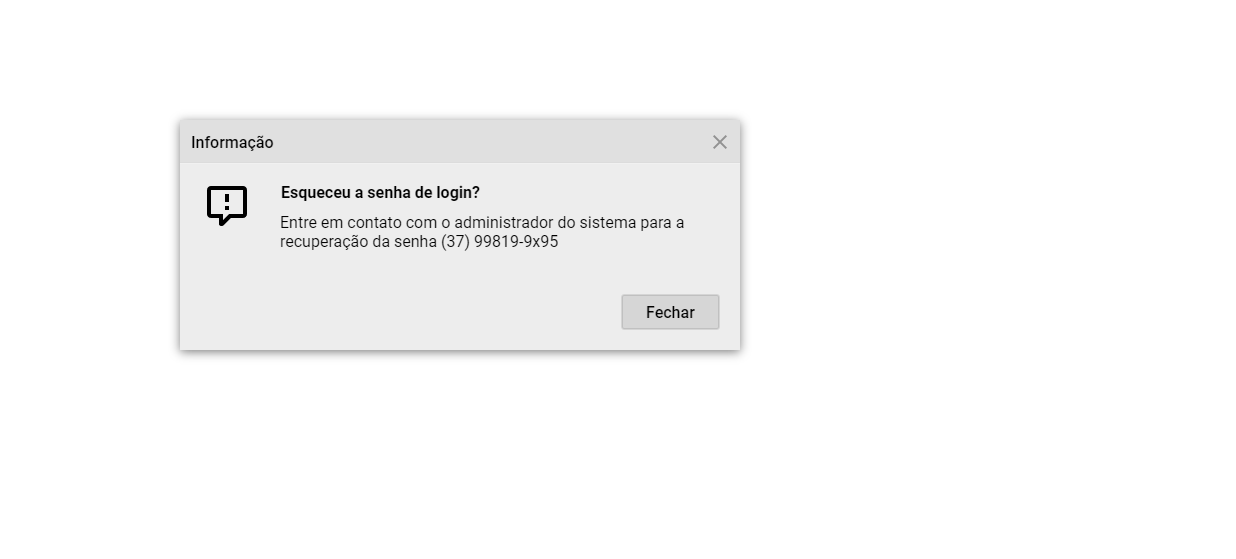 Informação
Esqueceu a senha de login?
Entre em contato com o administrador do sistema para a
recuperação da senha (37) 99819-9x95
Fechar